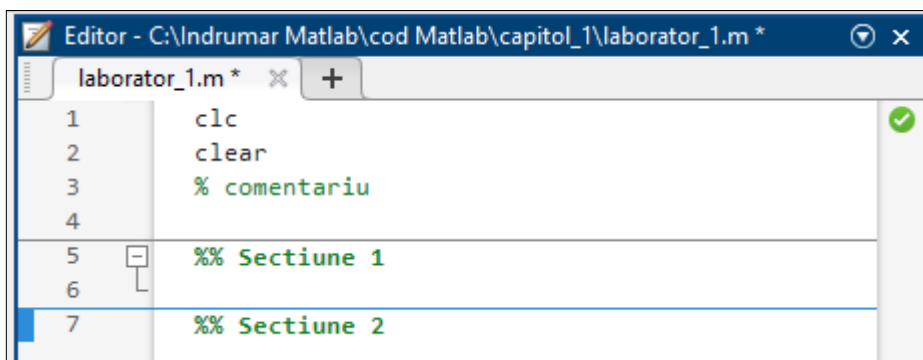 Editor - C:\Indrumar Matlab\cod Matlab\capitol_1\laborator_1.m *
laborator_1.m *
1 clc
2 clear
3 % comentariu
4
5 %% Sectiune 1
6
7 %% Sectiune 2